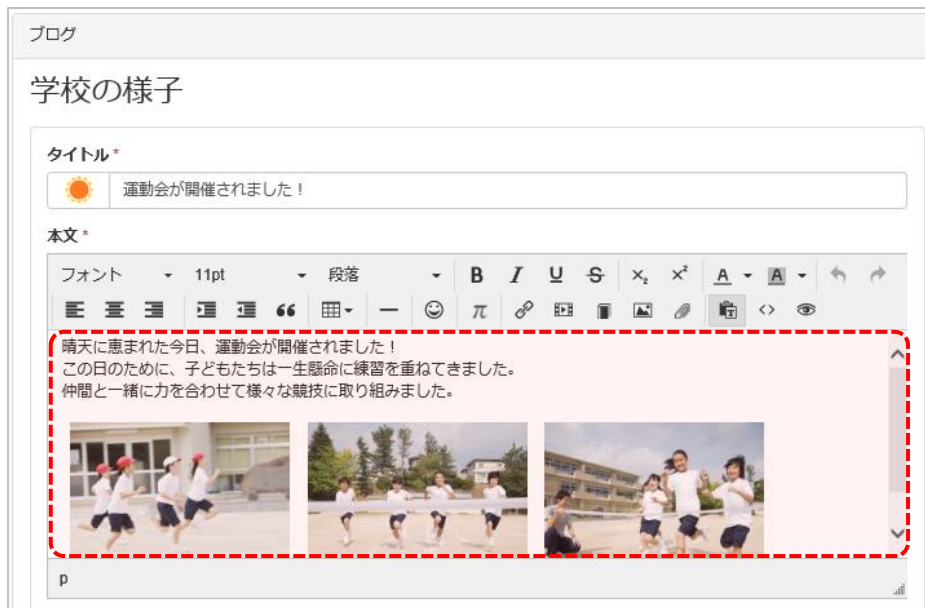 ブログ
学校の様子
タイトル*
運動会が開催されました！
本文*
フォント 11pt 段落 B I U S x₂ x² A A
π <>
晴天に恵まれた今日、運動会が開催されました！
この日のために、子どもたちは一生懸命に練習を重ねてきました。
仲間と一緒に力を合わせて様々な競技に取り組みました。
p